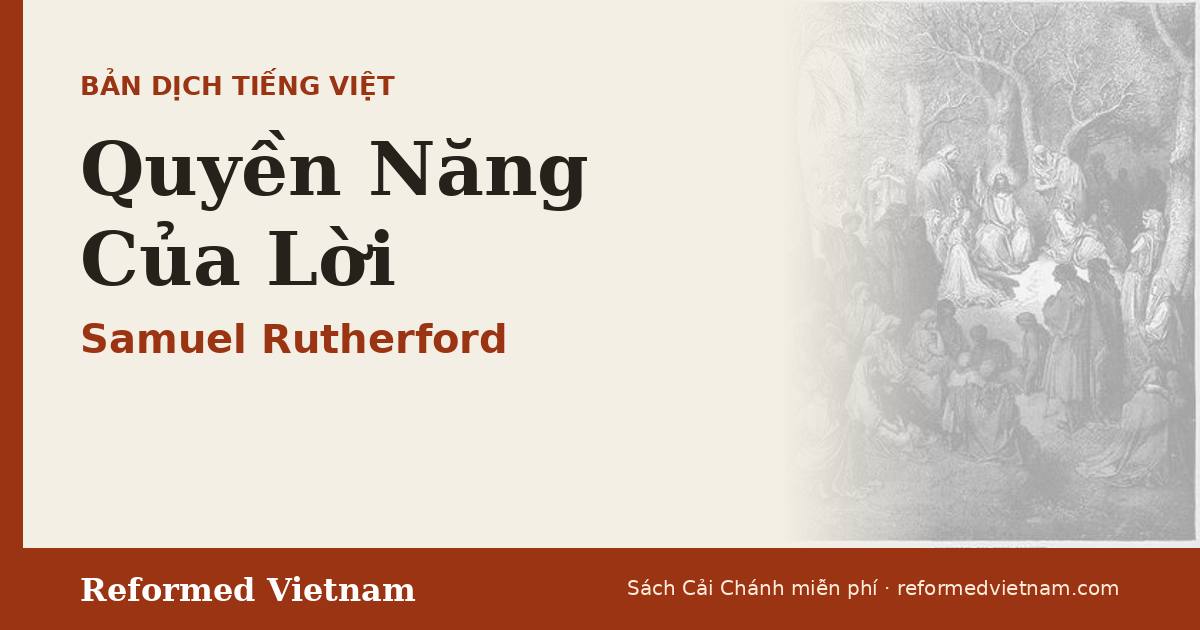 BẢN DỊCH TIẾNG VIỆT
Quyền Năng
Của Lời
Samuel Rutherford
Reformed Vietnam
Sách Cải Chánh miễn phí · reformedvietnam.com